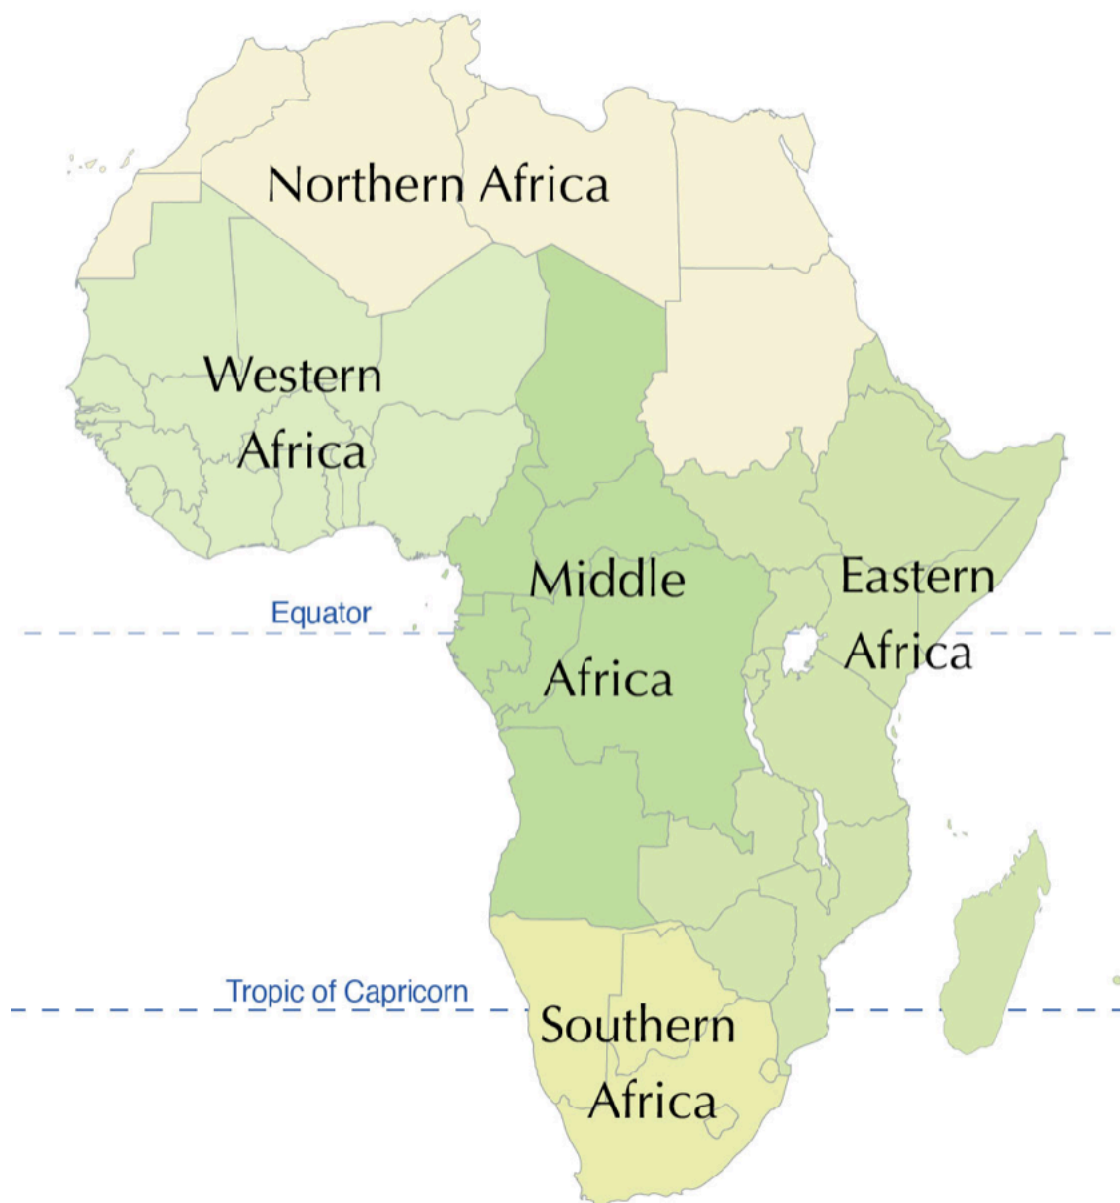 Northern Africa
Western
Africa
Middle
Africa
Eastern
Africa
Equator
Tropic of Capricorn
Southern
Africa